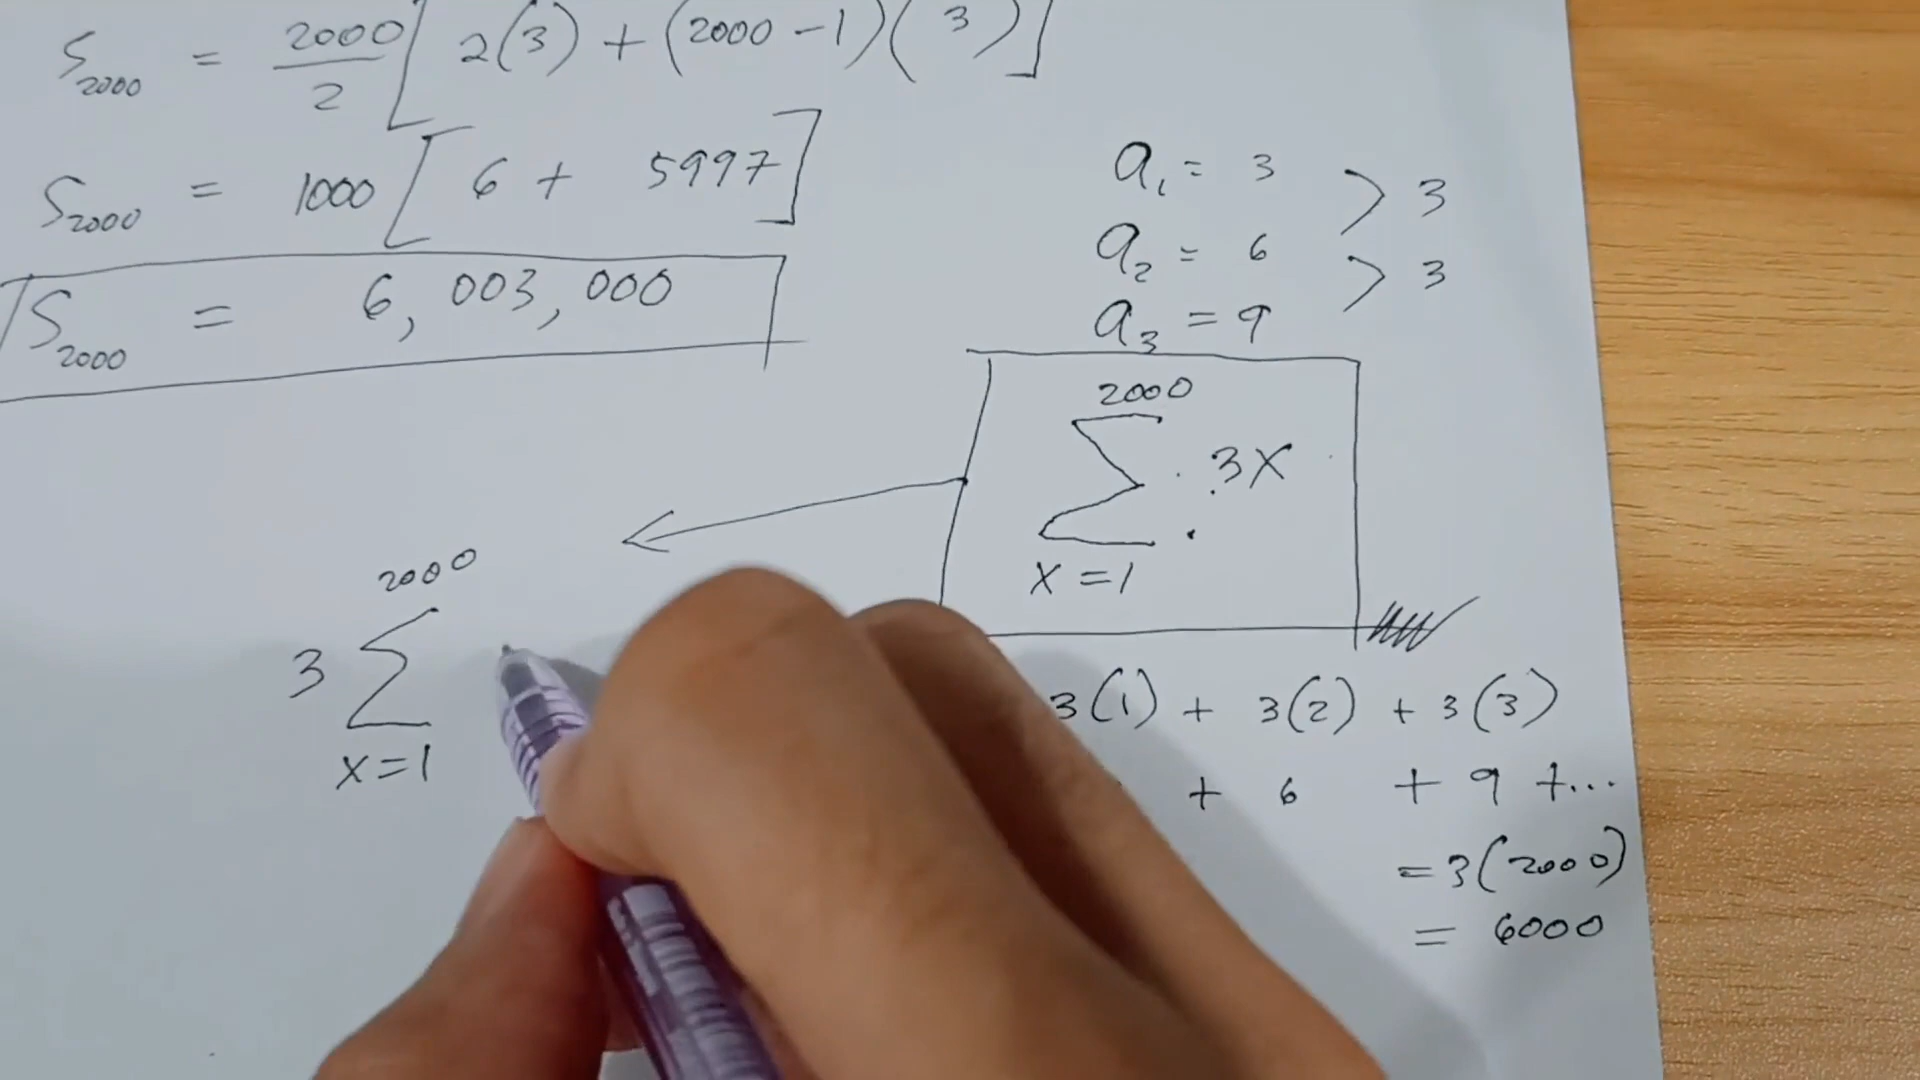 S₂₀₀₀ = 2000/2 [ 2(3) + (2000 - 1)( 3 ) ]
S₂₀₀₀ = 1000 [ 6 + 5997 ]
S₂₀₀₀ = 6,003,000
a₁ = 3 > 3
a₂ = 6 > 3
a₃ = 9
2000
Σ 3x
x = 1
2000
3 Σ
x = 1
3(1) + 3(2) + 3(3)
+ 6 + 9 + ...
= 3(2000)
= 6000